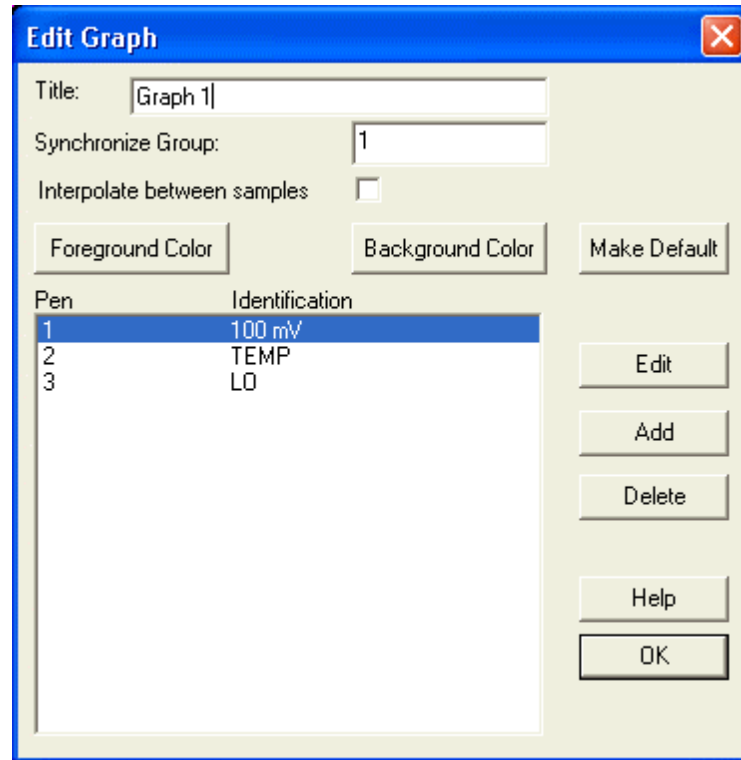 Edit Graph
Title: Graph 1
Synchronize Group: 1
Interpolate between samples
Foreground Color Background Color Make Default
Pen Identification
1 100 mV
2 TEMP
3 LO
Edit
Add
Delete
Help
OK